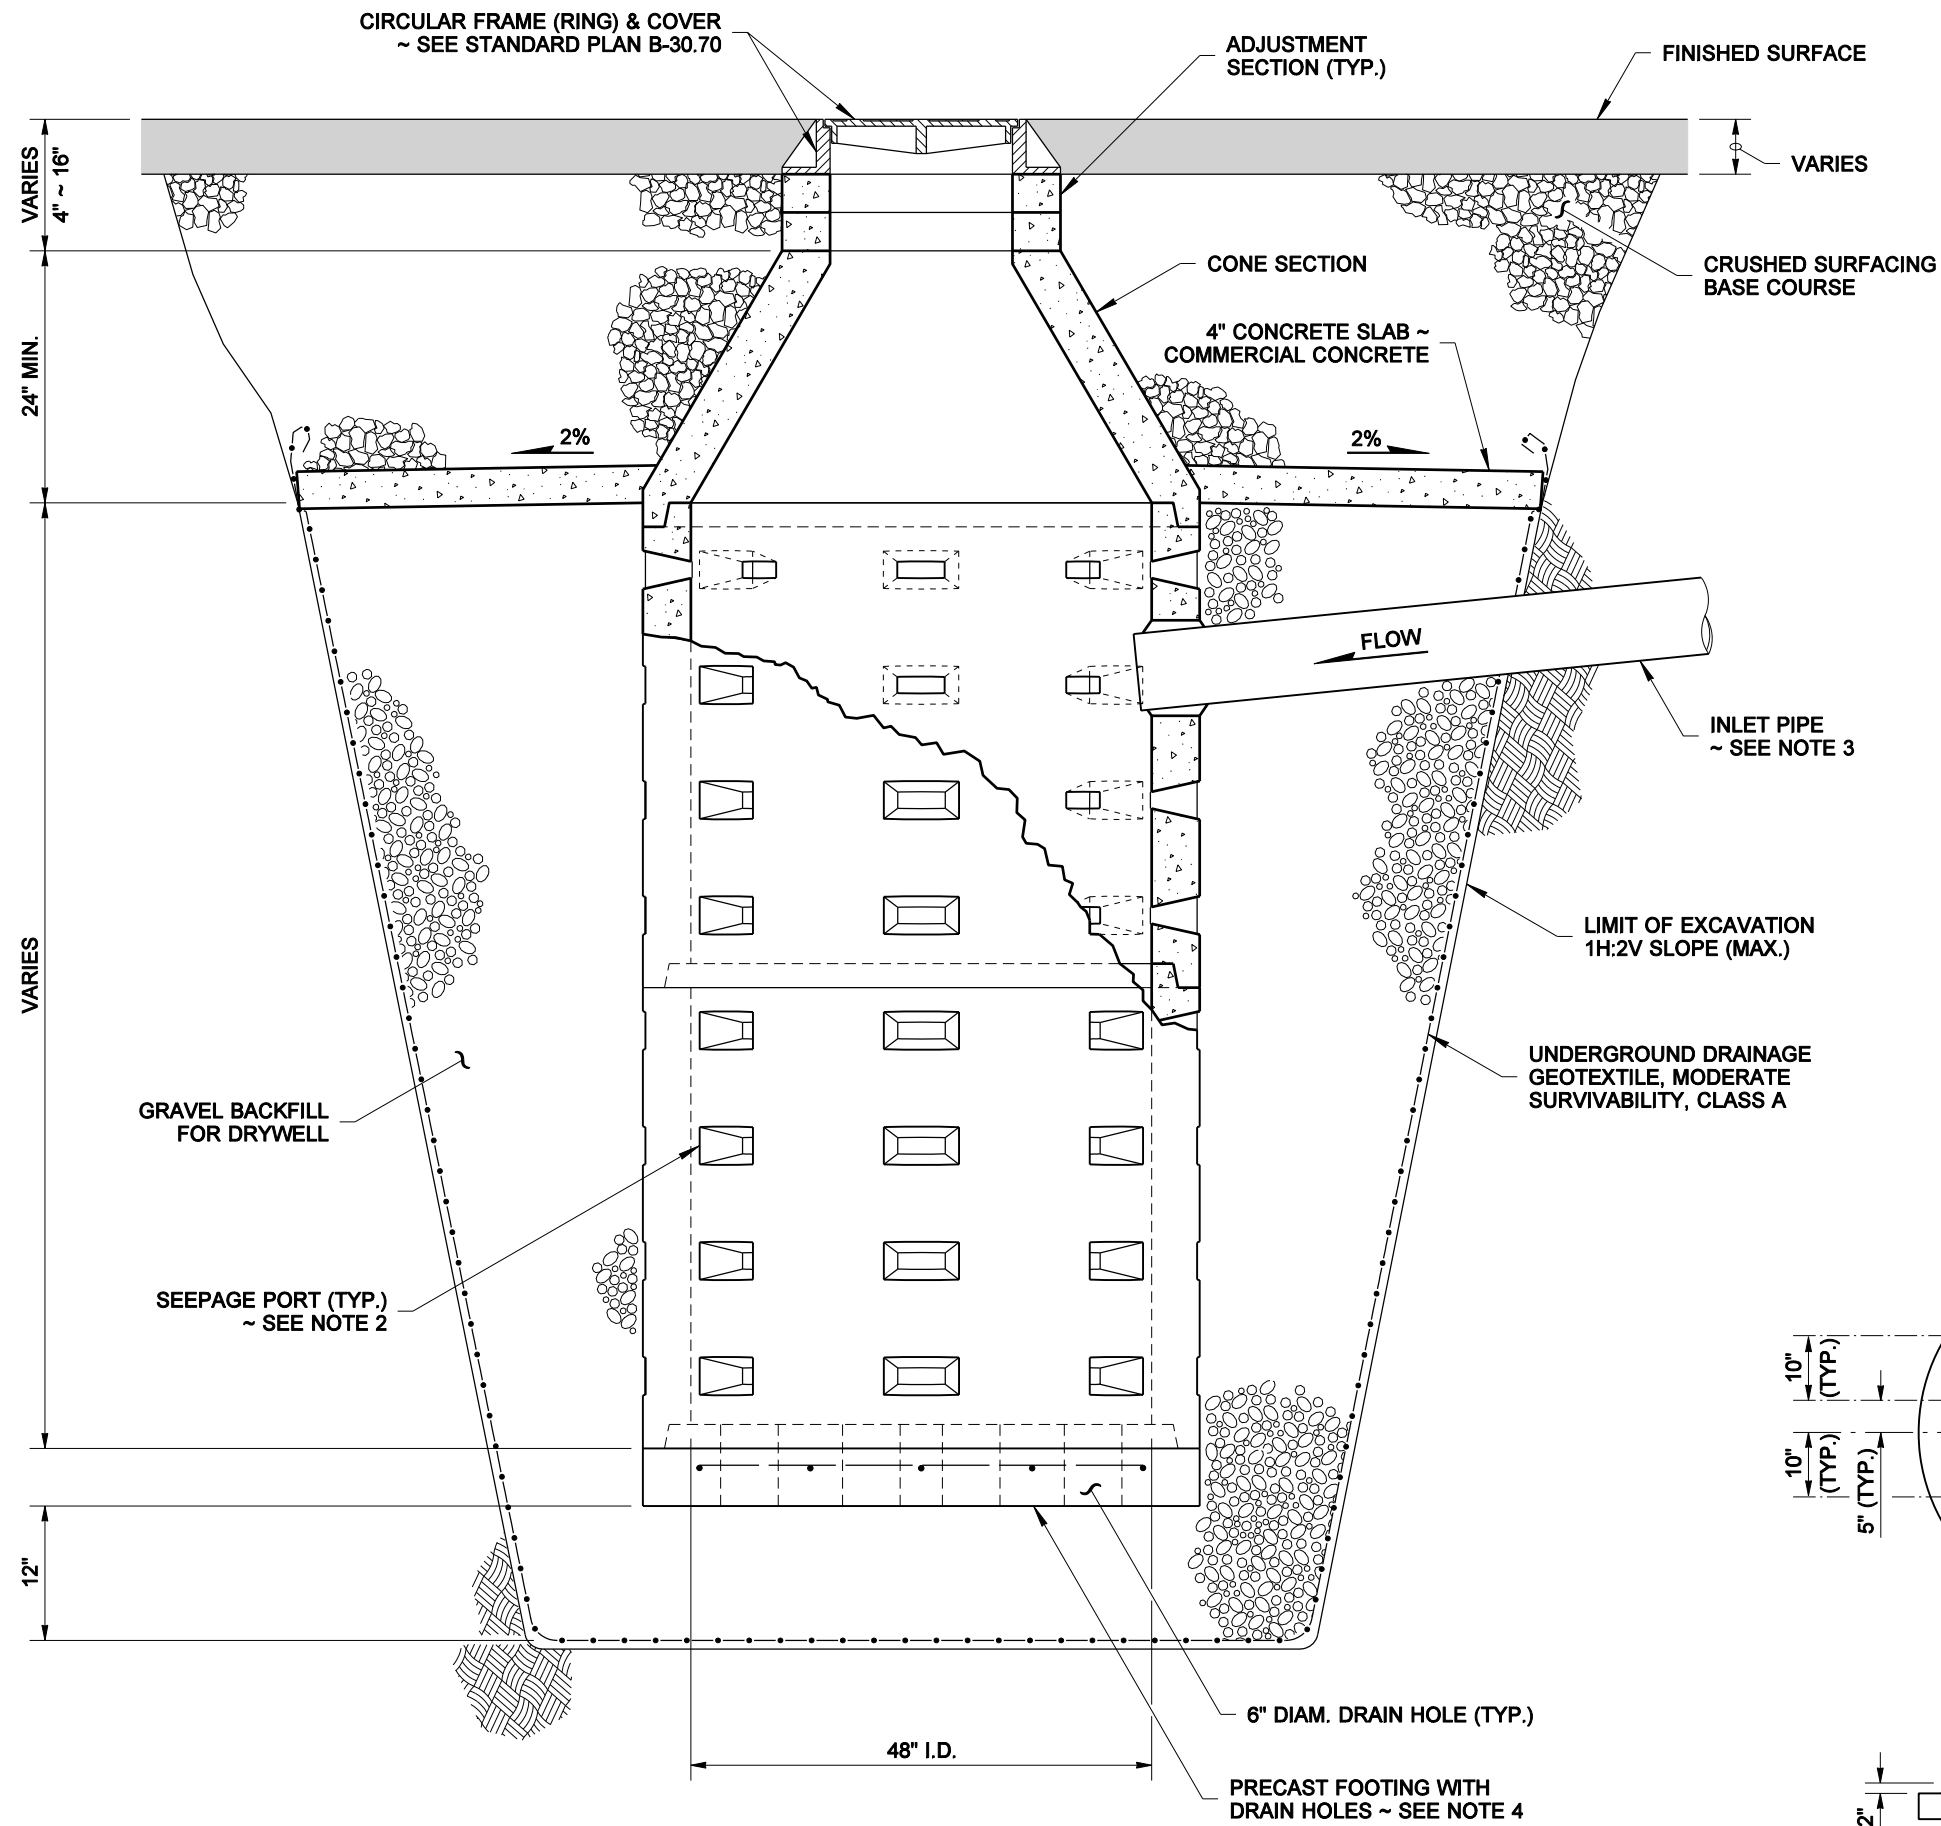 CIRCULAR FRAME (RING) & COVER
~ SEE STANDARD PLAN B-30.70
ADJUSTMENT
SECTION (TYP.)
FINISHED SURFACE
VARIES
4" ~ 16"
VARIES
CONE SECTION
CRUSHED SURFACING
BASE COURSE
4" CONCRETE SLAB ~
COMMERCIAL CONCRETE
24" MIN.
2%
2%
FLOW
INLET PIPE
~ SEE NOTE 3
VARIES
LIMIT OF EXCAVATION
1H:2V SLOPE (MAX.)
UNDERGROUND DRAINAGE
GEOTEXTILE, MODERATE
SURVIVABILITY, CLASS A
GRAVEL BACKFILL
FOR DRYWELL
SEEPAGE PORT (TYP.)
~ SEE NOTE 2
10"
(TYP.)
10"
(TYP.)
5" (TYP.)
12"
6" DIAM. DRAIN HOLE (TYP.)
48" I.D.
PRECAST FOOTING WITH
DRAIN HOLES ~ SEE NOTE 4
2"